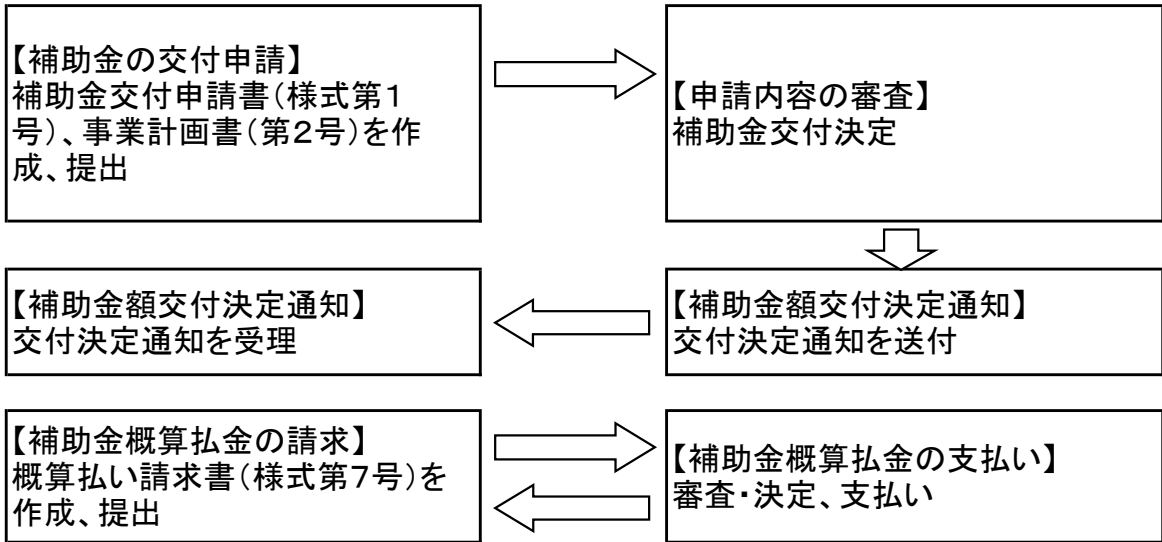 【補助金の交付申請】
補助金交付申請書(様式第1
号)、事業計画書(第2号)を作
成、提出
【申請内容の審査】
補助金交付決定
【補助金額交付決定通知】
交付決定通知を受理
【補助金額交付決定通知】
交付決定通知を送付
【補助金概算払金の請求】
概算払い請求書(様式第7号)を
作成、提出
【補助金概算払金の支払い】
審査・決定、支払い